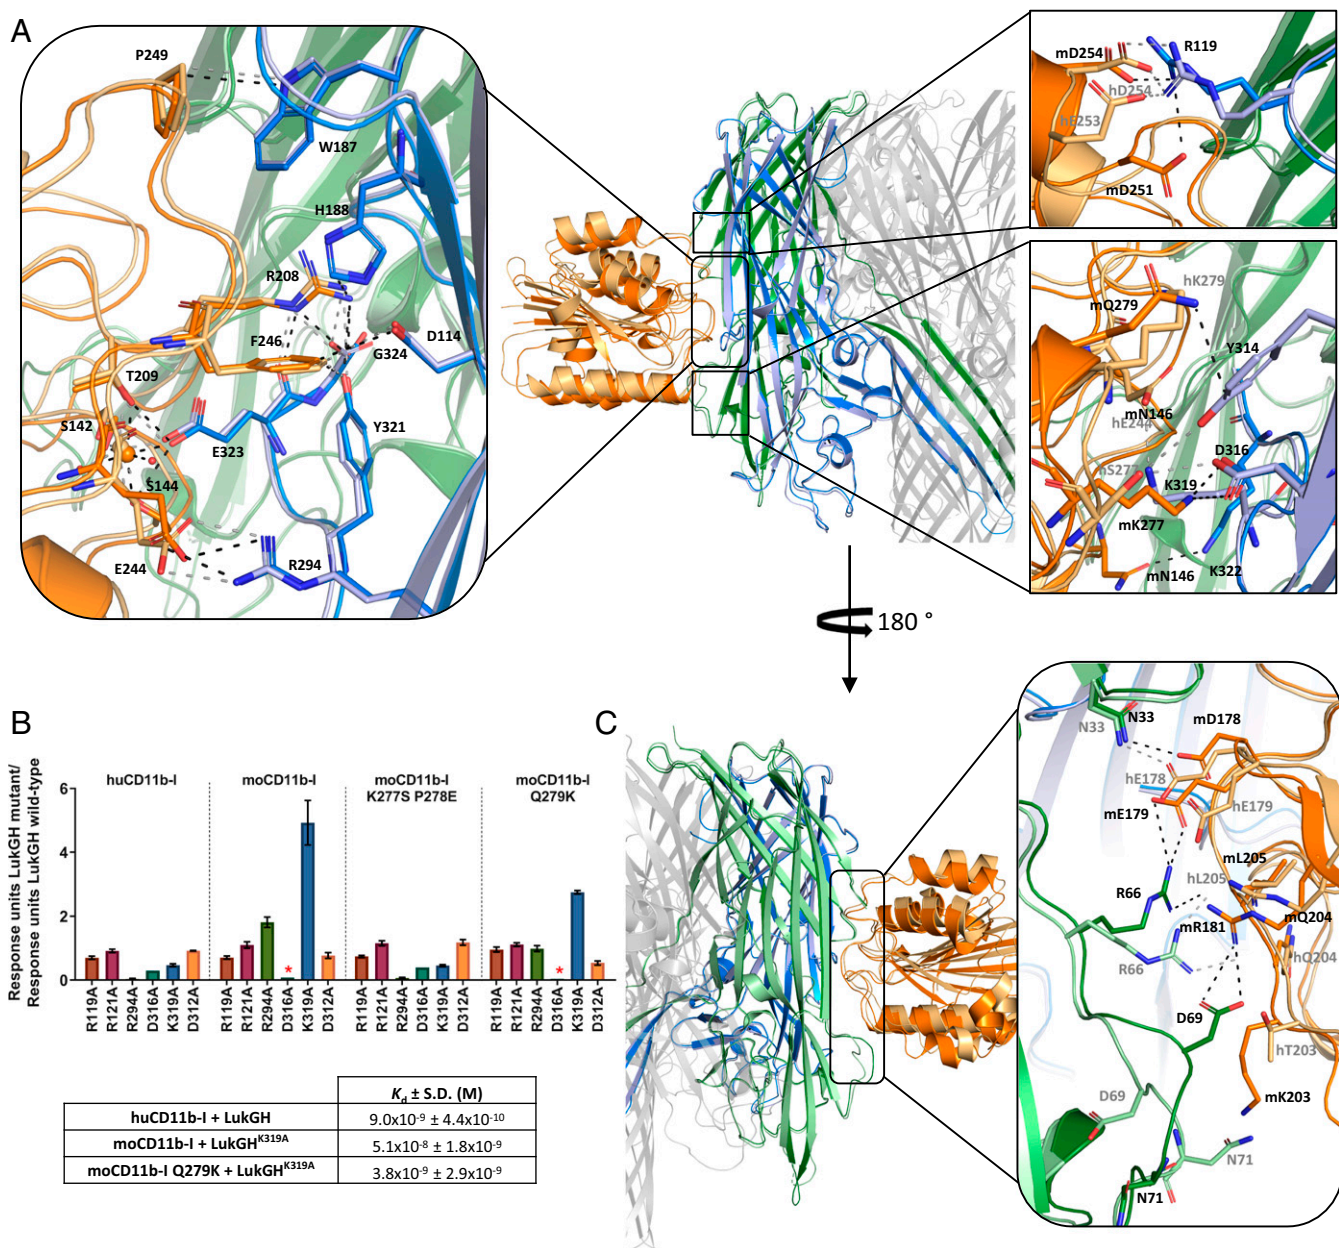 A
P249
W187
H188
R208
F246
D114
G324
T209
S142
E323
Y321
S144
E244
R294
mD254
R119
hD254
hE253
mD251
hK279
mQ279
Y314
mN146
hE244
D316
hS277
K319
mK277
mN146
K322
180 °
B
huCD11b-I
moCD11b-I
moCD11b-I
K277S P278E
moCD11b-I
Q279K
Response units LukGH mutant/
Response units LukGH wild-type
6
4
2
0
*
*
R119A
R121A
R294A
D316A
K319A
D312A
R119A
R121A
R294A
D316A
K319A
D312A
R119A
R121A
R294A
D316A
K319A
D312A
R119A
R121A
R294A
D316A
K319A
D312A
Kd ± S.D. (M)
huCD11b-I + LukGH 9.0x10-9 ± 4.4x10-10
moCD11b-I + LukGHK319A 5.1x10-8 ± 1.8x10-9
moCD11b-I Q279K + LukGHK319A 3.8x10-9 ± 2.9x10-9
C
N33
N33
mD178
hE178
hE179
mE179
mL205
hL205
R66
mQ204
mR181
R66
hQ204
D69
hT203
mK203
D69
N71
N71